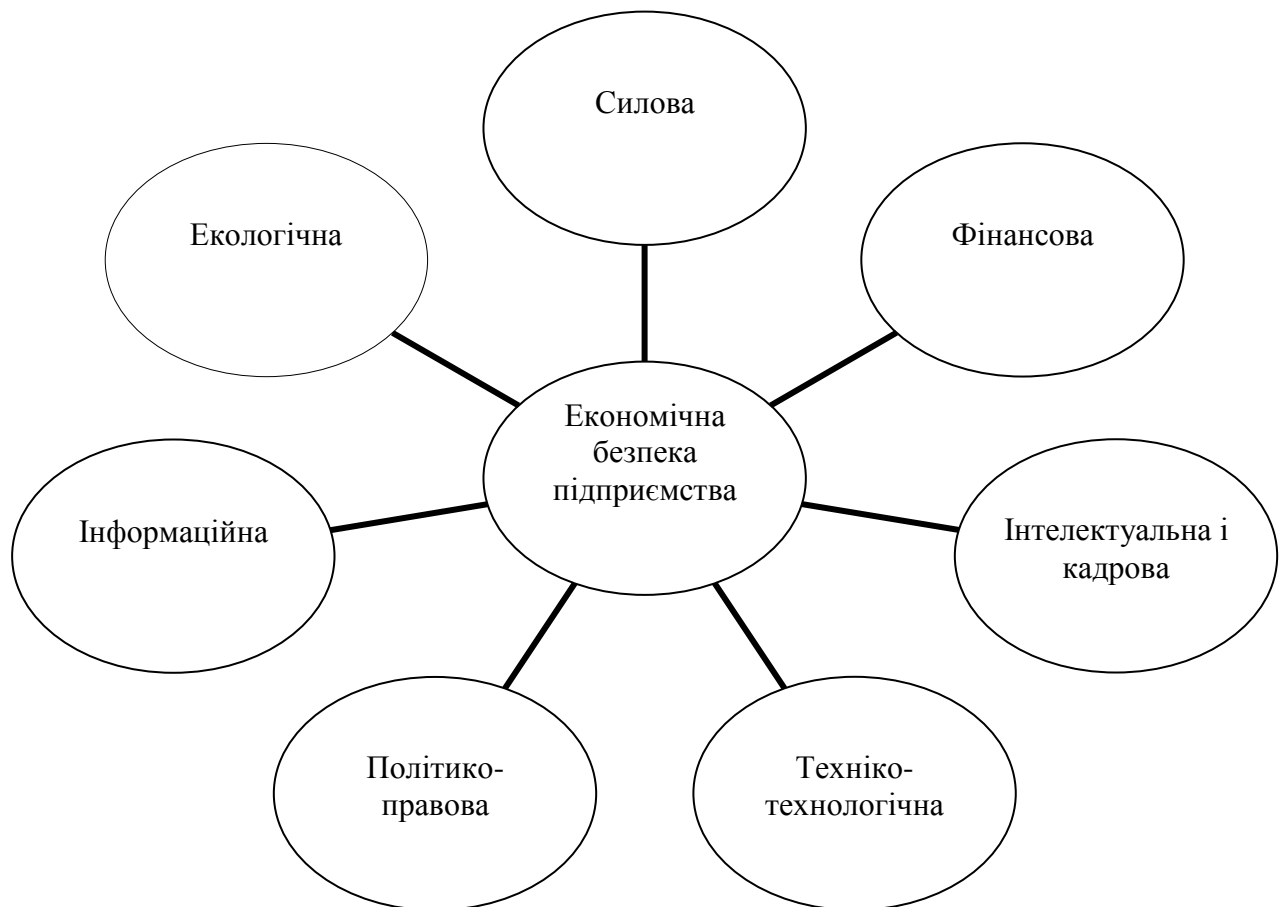 Силова
Екологічна
Фінансова
Економічна
безпека
підприємства
Інформаційна
Інтелектуальна і
кадрова
Політико-
правова
Техніко-
технологічна